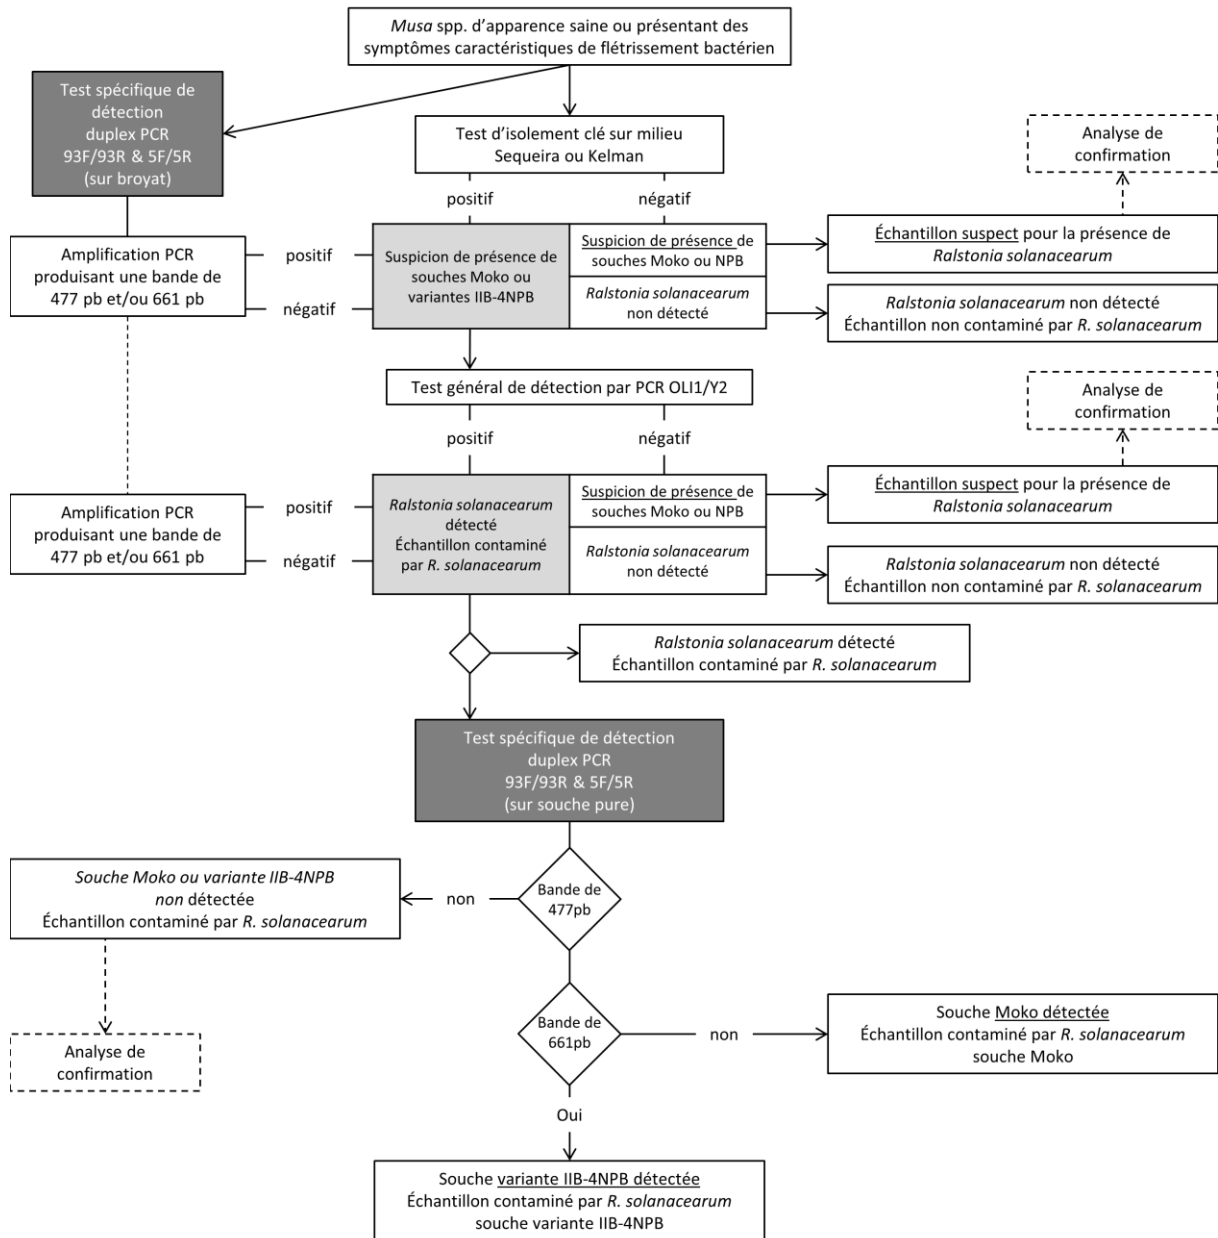 Musa spp. d'apparence saine ou présentant des
symptômes caractéristiques de flétrissement bactérien
Test spécifique de
détection
duplex PCR
93F/93R & 5F/5R
(sur broyat)
Test d'isolement clé sur milieu
Sequeira ou Kelman
Analyse de
confirmation
positif
négatif
Amplification PCR
produisant une bande de
477 pb et/ou 661 pb
positif
négatif
Suspicion de présence de
souches Moko ou
variantes IIB-4NPB
Suspicion de présence de
souches Moko ou NPB
Ralstonia solanacearum
non détecté
Échantillon suspect pour la présence de
Ralstonia solanacearum
Ralstonia solanacearum non détecté
Échantillon non contaminé par R. solanacearum
Test général de détection par PCR OLI1/Y2
Analyse de
confirmation
positif
négatif
Amplification PCR
produisant une bande de
477 pb et/ou 661 pb
positif
négatif
Ralstonia solanacearum
détecté
Échantillon contaminé
par R. solanacearum
Suspicion de présence de
souches Moko ou NPB
Ralstonia solanacearum
non détecté
Échantillon suspect pour la présence de
Ralstonia solanacearum
Ralstonia solanacearum non détecté
Échantillon non contaminé par R. solanacearum
Ralstonia solanacearum détecté
Échantillon contaminé par R. solanacearum
Test spécifique de détection
duplex PCR
93F/93R & 5F/5R
(sur souche pure)
Bande de
477pb
non
Souche Moko ou variante IIB-4NPB
non détectée
Échantillon contaminé par R. solanacearum
Analyse de
confirmation
Bande de
661pb
non
Souche Moko détectée
Échantillon contaminé par R. solanacearum
souche Moko
Oui
Souche variante IIB-4NPB détectée
Échantillon contaminé par R. solanacearum
souche variante IIB-4NPB